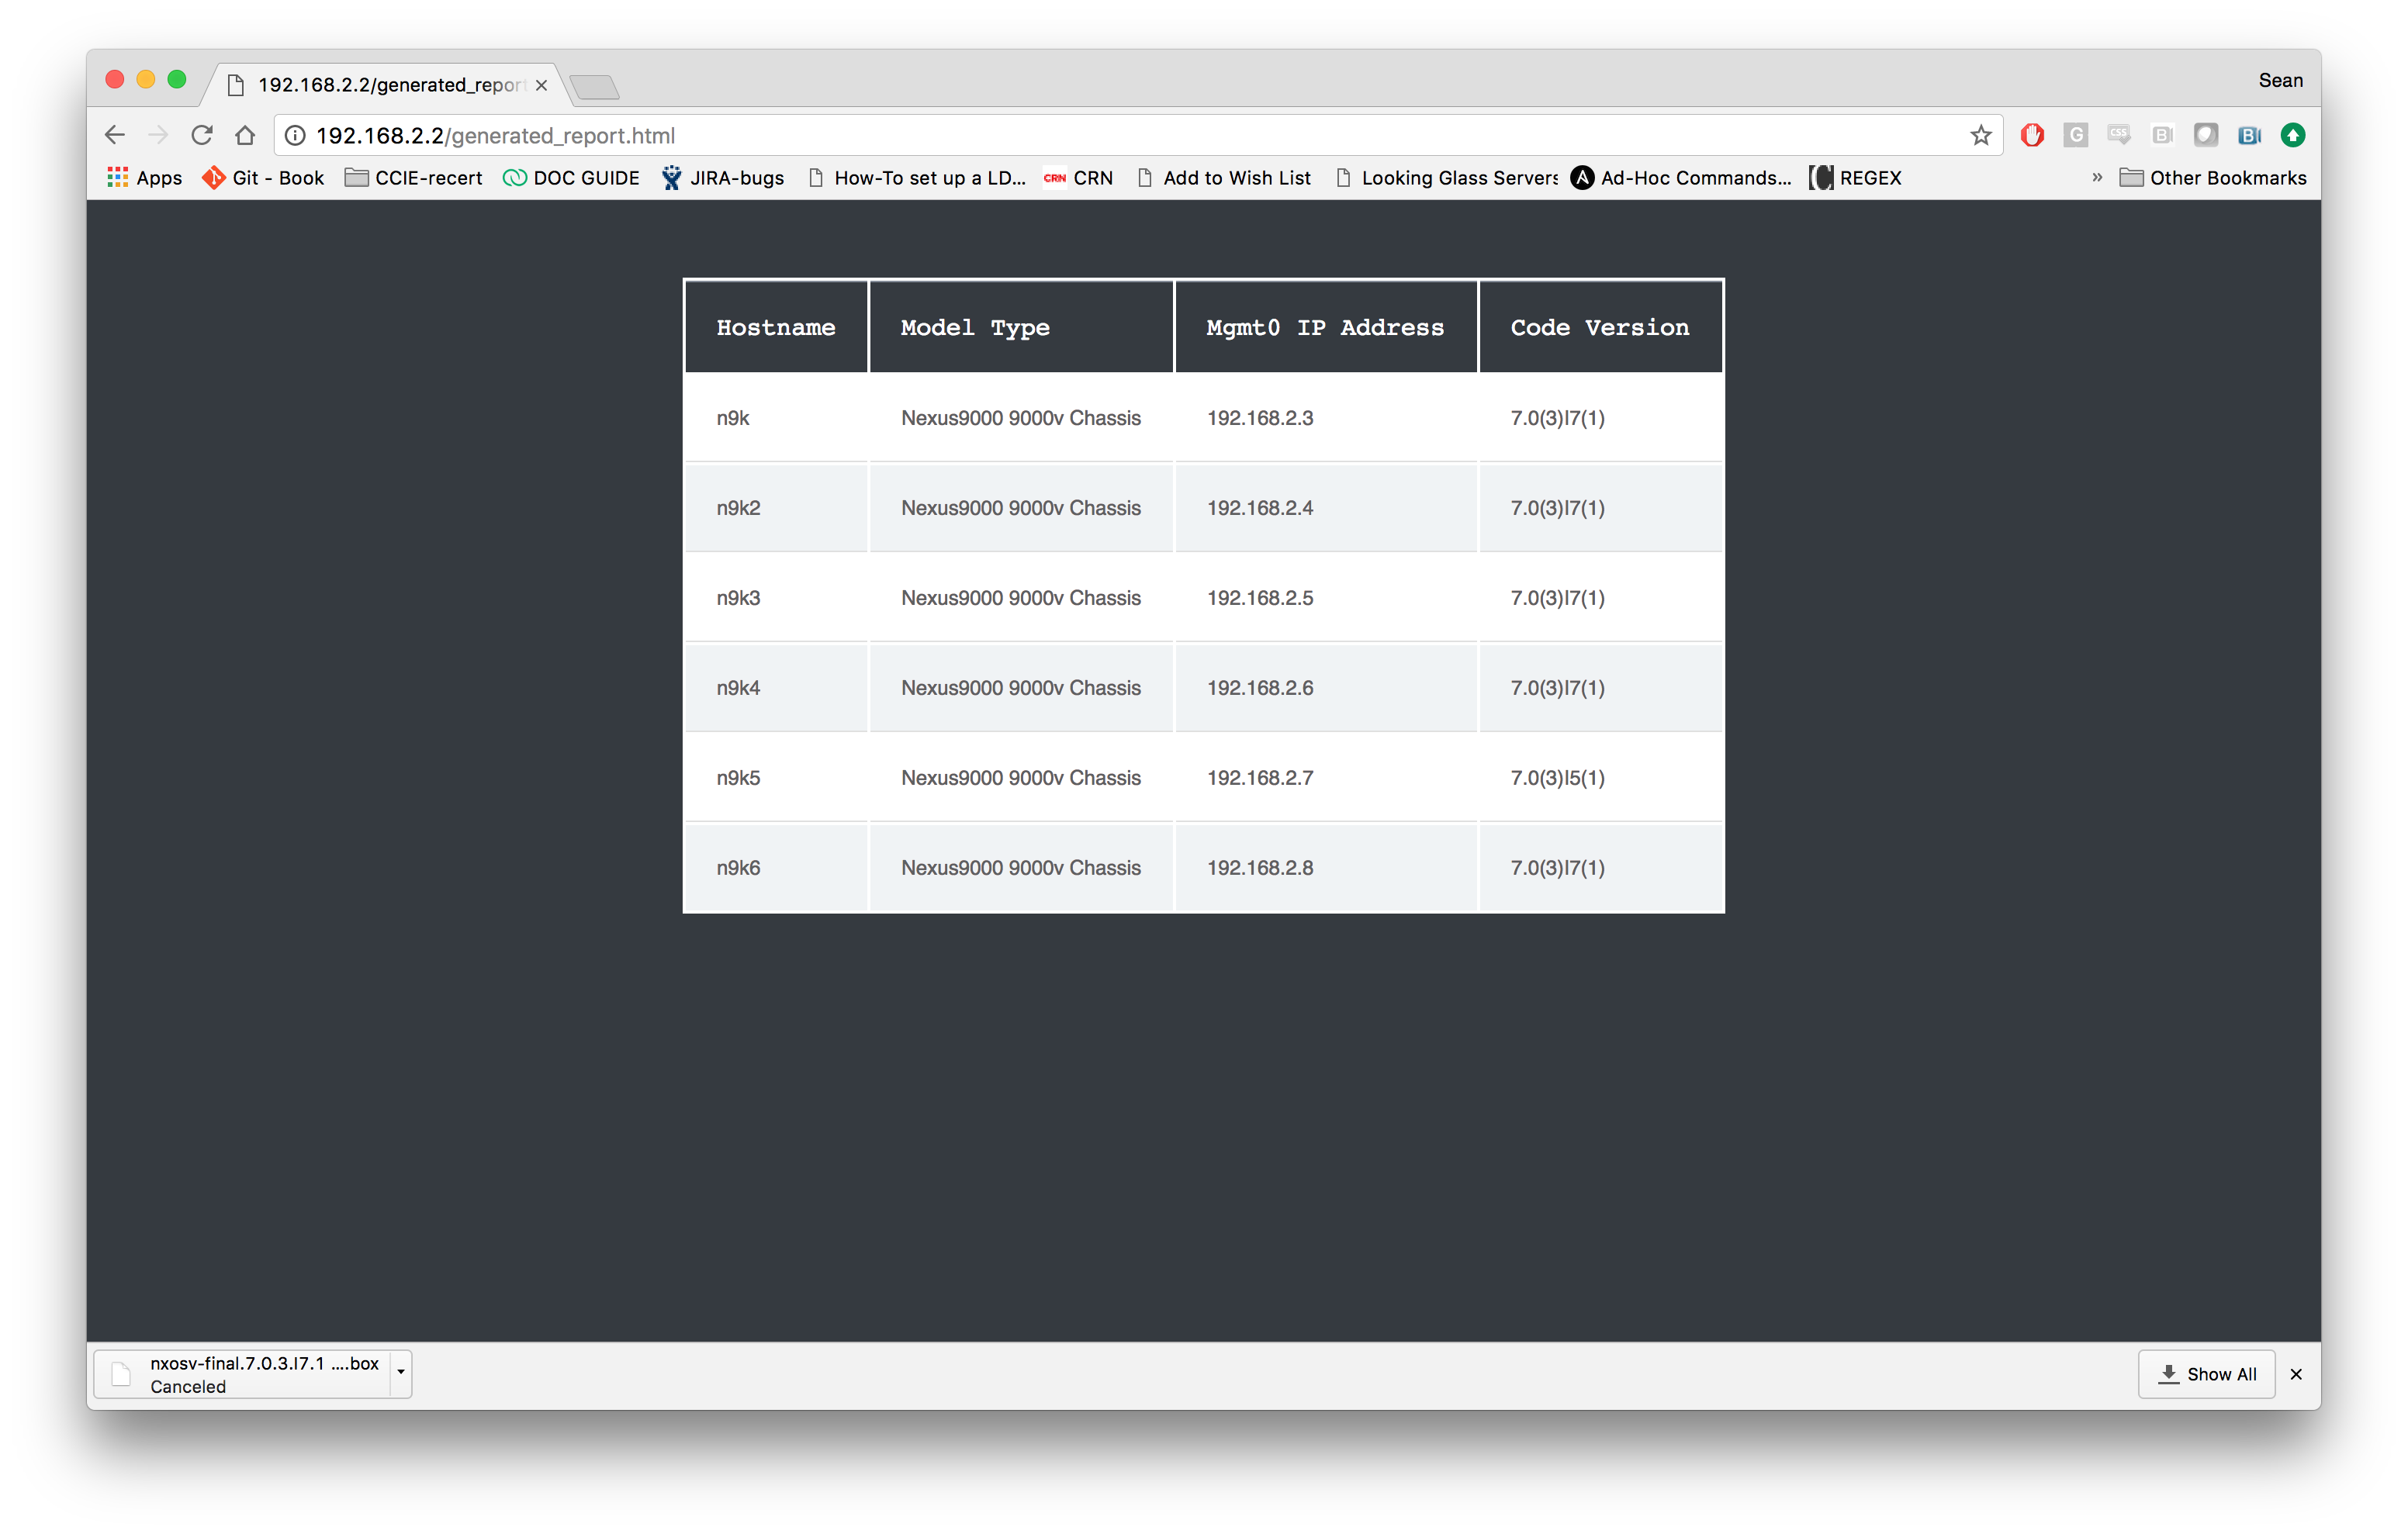 192.168.2.2/generated_repor
Sean
192.168.2.2/generated_report.html
Apps Git - Book CCIE-recert DOC GUIDE JIRA-bugs How-To set up a LD... CRN CRN Add to Wish List Looking Glass Servers Ad-Hoc Commands... REGEX » Other Bookmarks
Hostname Model Type Mgmt0 IP Address Code Version
n9k Nexus9000 9000v Chassis 192.168.2.3 7.0(3)I7(1)
n9k2 Nexus9000 9000v Chassis 192.168.2.4 7.0(3)I7(1)
n9k3 Nexus9000 9000v Chassis 192.168.2.5 7.0(3)I7(1)
n9k4 Nexus9000 9000v Chassis 192.168.2.6 7.0(3)I7(1)
n9k5 Nexus9000 9000v Chassis 192.168.2.7 7.0(3)I5(1)
n9k6 Nexus9000 9000v Chassis 192.168.2.8 7.0(3)I7(1)
nxosv-final.7.0.3.I7.1 ....box
Canceled
Show All